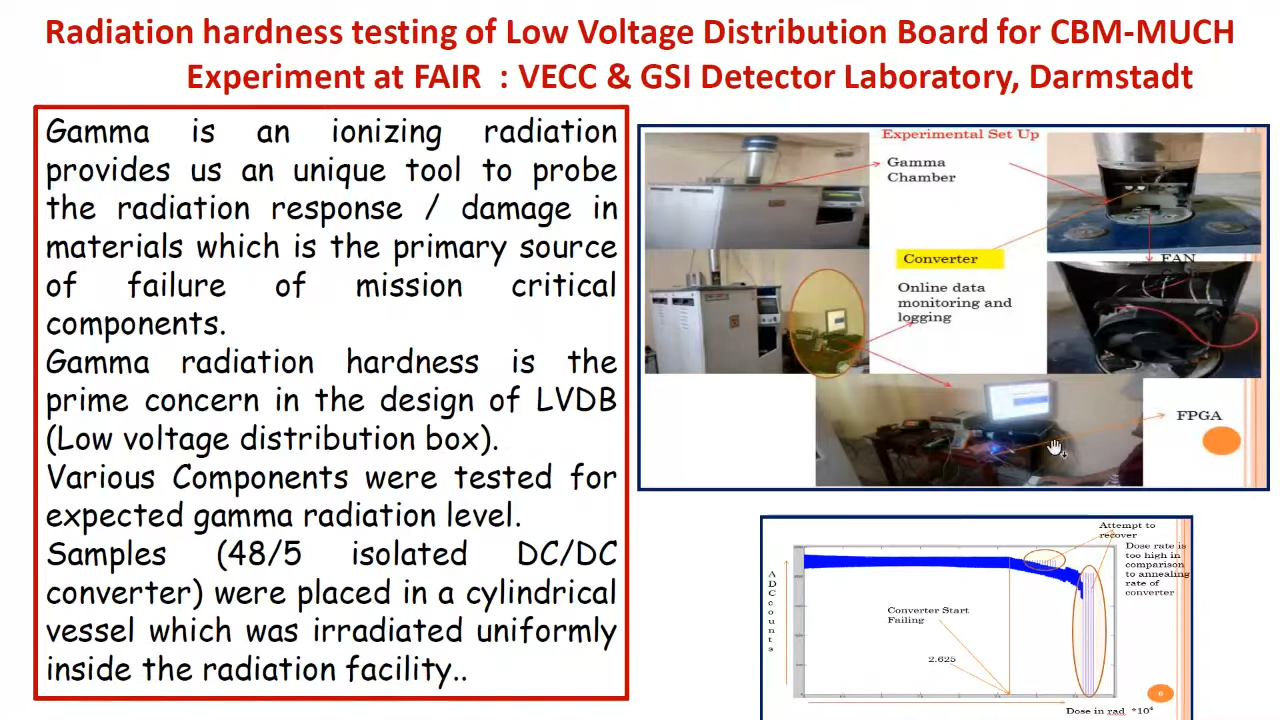 Radiation hardness testing of Low Voltage Distribution Board for CBM-MUCH
Experiment at FAIR : VECC & GSI Detector Laboratory, Darmstadt
Gamma is an ionizing radiation
provides us an unique tool to probe
the radiation response / damage in
materials which is the primary source
of failure of mission critical
components.
Gamma radiation hardness is the
prime concern in the design of LVDB
(Low voltage distribution box).
Various Components were tested for
expected gamma radiation level.
Samples (48/5 isolated DC/DC
converter) were placed in a cylindrical
vessel which was irradiated uniformly
inside the radiation facility..
Experimental Set Up
Gamma
Chamber
Converter
FAN
Online data
monitoring and
logging
FPGA
Attempt to
recover
Dose rate is
too high in
comparison
to annealing
rate of
converter
ADCcounts
Converter Start
Failing
2.625
6
Dose in rad *10⁴